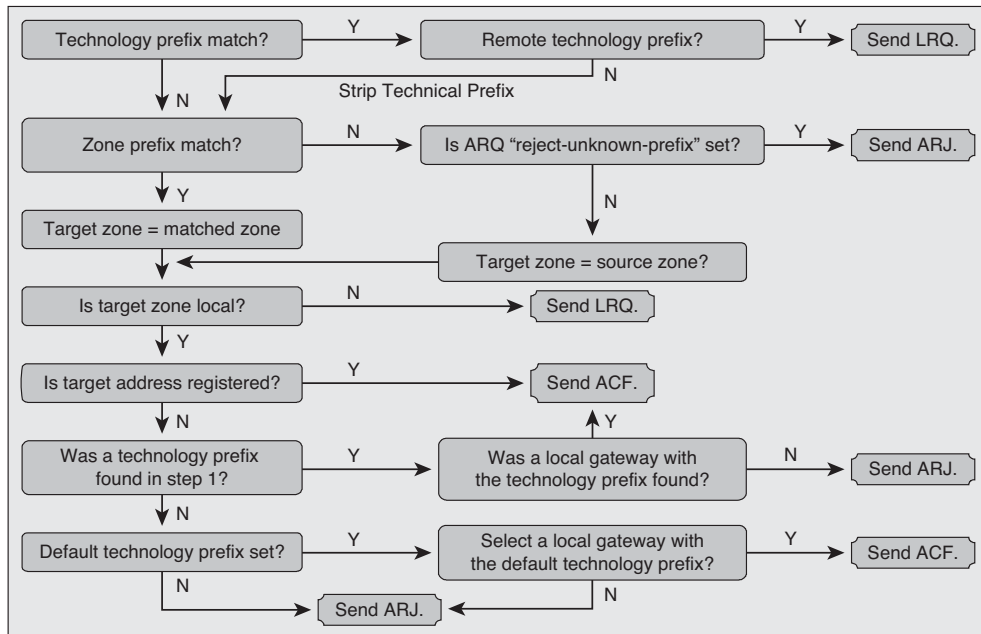 Technology prefix match?
Y
Remote technology prefix?
Y
Send LRQ.
N
N
Strip Technical Prefix
Zone prefix match?
N
Is ARQ “reject-unknown-prefix” set?
Y
Send ARJ.
Y
N
Target zone = matched zone
Target zone = source zone?
Is target zone local?
N
Send LRQ.
Y
Is target address registered?
Y
Send ACF.
N
Y
Was a technology prefix
found in step 1?
Y
Was a local gateway with
the technology prefix found?
N
Send ARJ.
N
Default technology prefix set?
Y
Select a local gateway with
the default technology prefix?
Y
Send ACF.
N
N
Send ARJ.